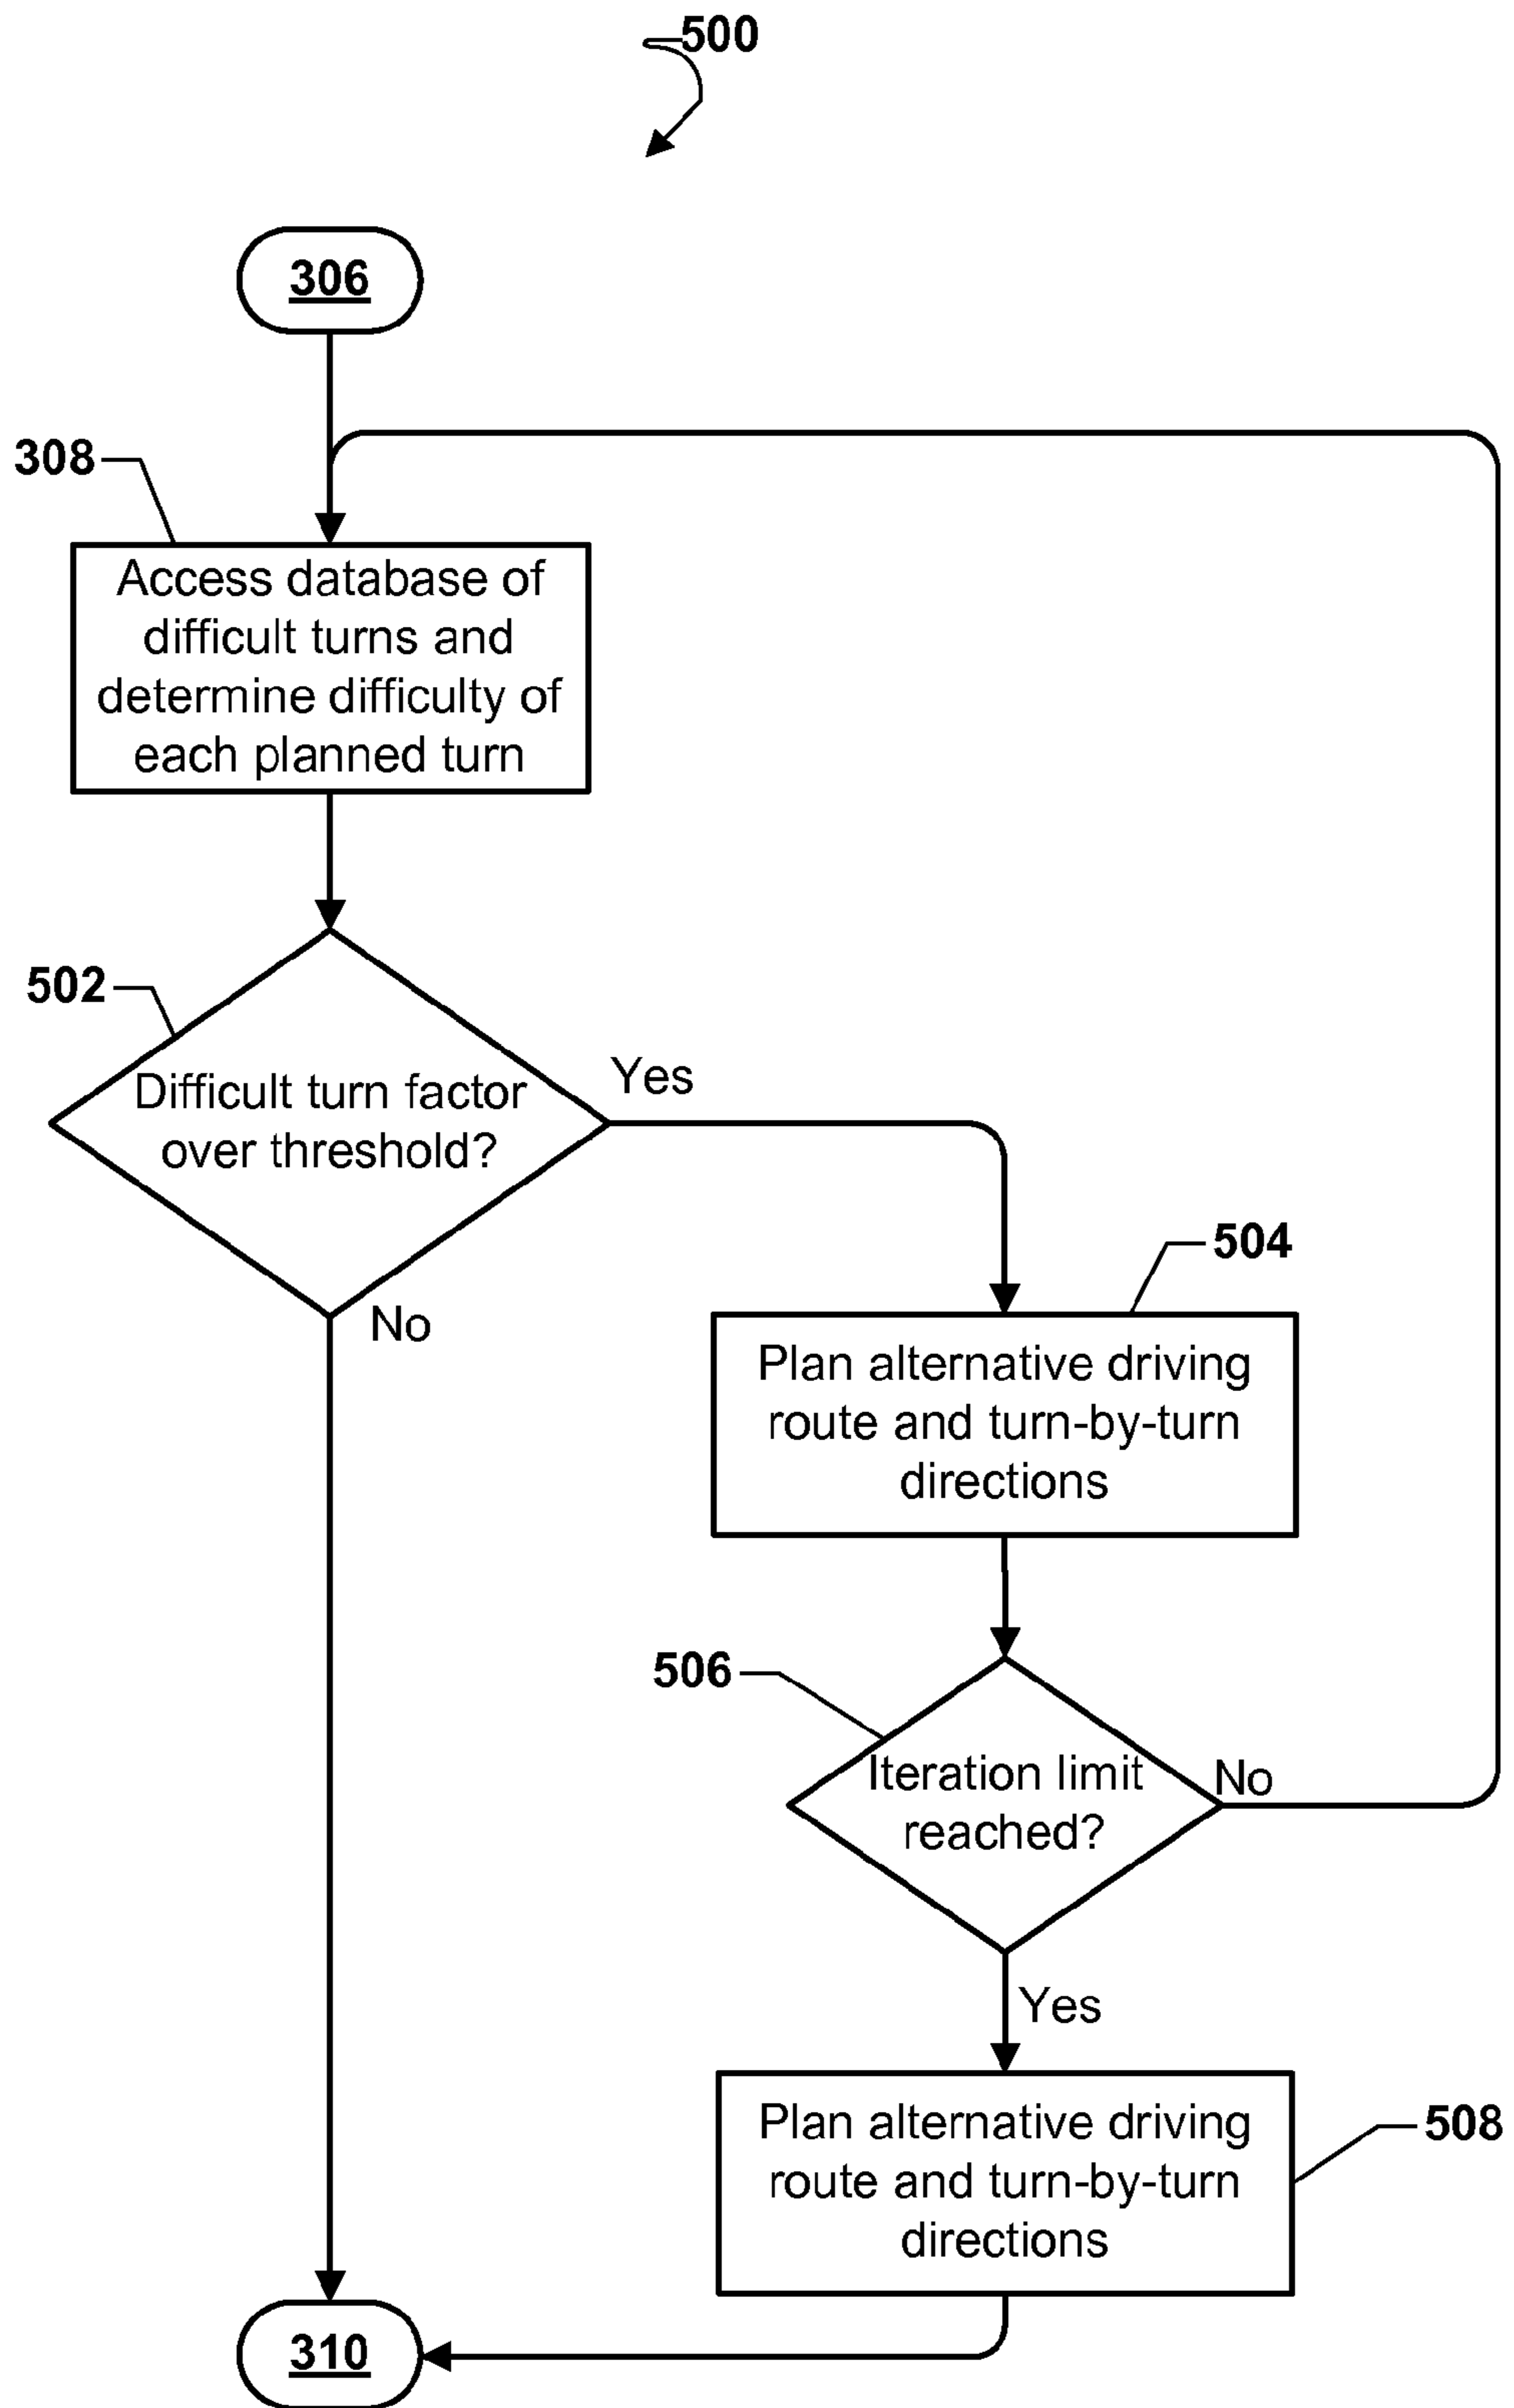 500
306
308
Access database of
difficult turns and
determine difficulty of
each planned turn
502
Difficult turn factor
over threshold?
Yes
No
504
Plan alternative driving
route and turn-by-turn
directions
506
Iteration limit
reached?
No
Yes
Plan alternative driving
route and turn-by-turn
directions
508
310